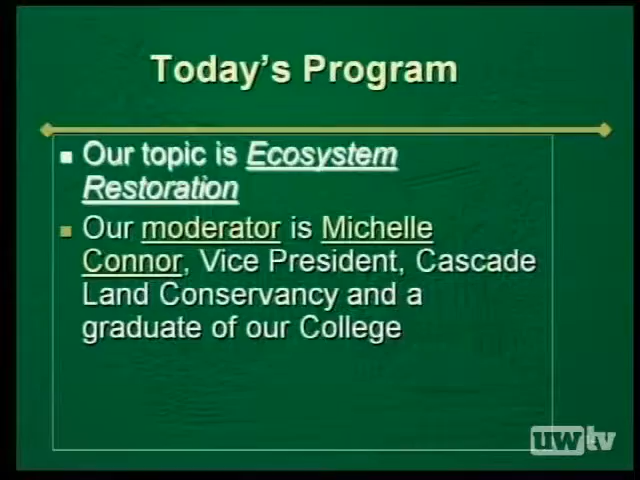 Today's Program
Our topic is Ecosystem
Restoration
Our moderator is Michelle
Connor, Vice President, Cascade
Land Conservancy and a
graduate of our College
uwtv